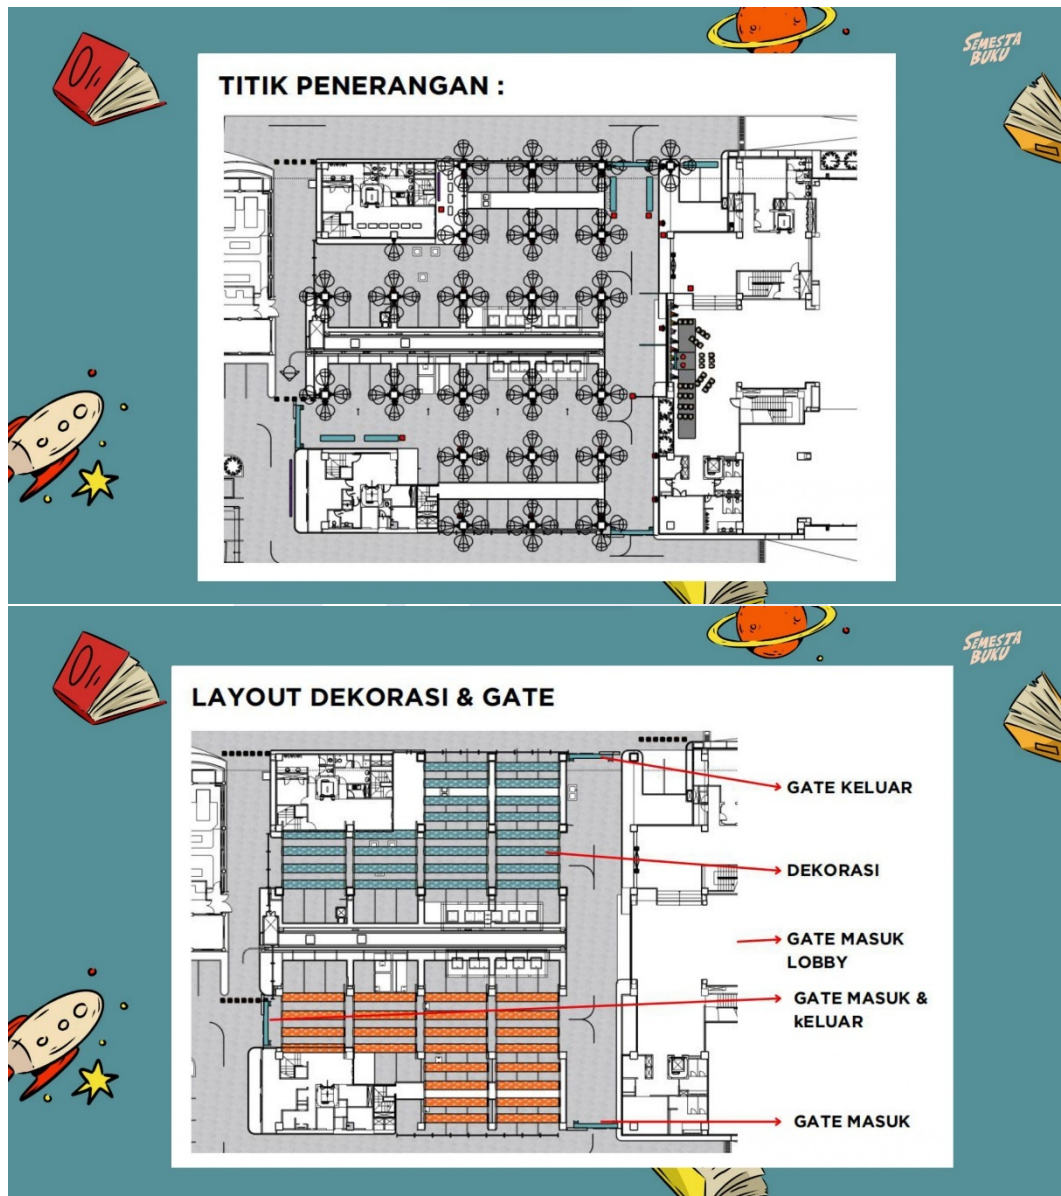 SEMESTA
BUKU
TITIK PENERANGAN :
SEMESTA
BUKU
LAYOUT DEKORASI & GATE
GATE KELUAR
DEKORASI
GATE MASUK
LOBBY
GATE MASUK &
kELUAR
GATE MASUK